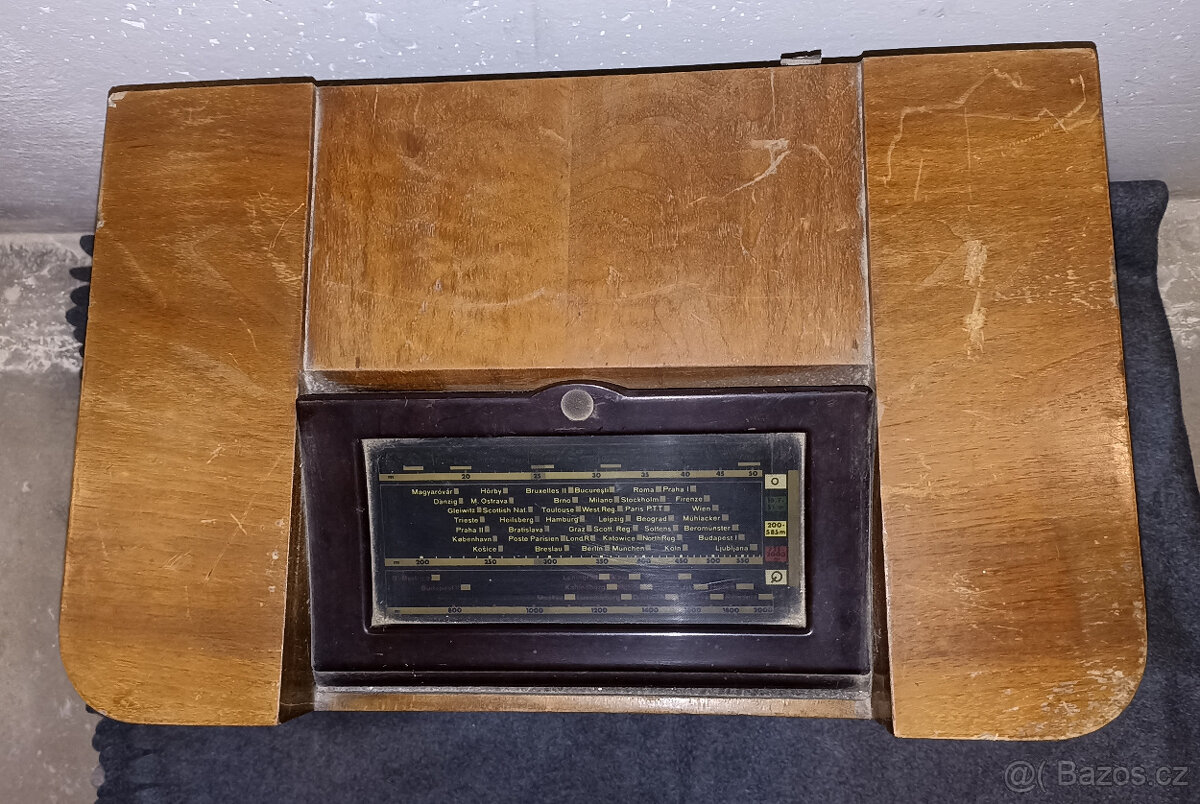 m 20 25 30 35 40 45 50
Magyaróvár Hörby Bruxelles II Bucureşti Roma Praha I
Danzig M. Ostrava Brno Milano Stockholm Firenze
Gleiwitz Scottish Nat. Toulouse West Reg. Paris P.T.T. Wien
Trieste Heilsberg Hamburg Leipzig Beograd Mühlacker
Praha II Bratislava Graz Scott. Reg. Sottens Beromünster
København Poste Parisien Lond.R. Katowice North Reg. Budapest I
Košice Breslau Berlin München Köln Ljubljana
m 200 250 300 350 400 450 500 550
Budapest II
m 800 1000 1200 1400 1600 1800 2000
200-
585m
@( Bazos.cz